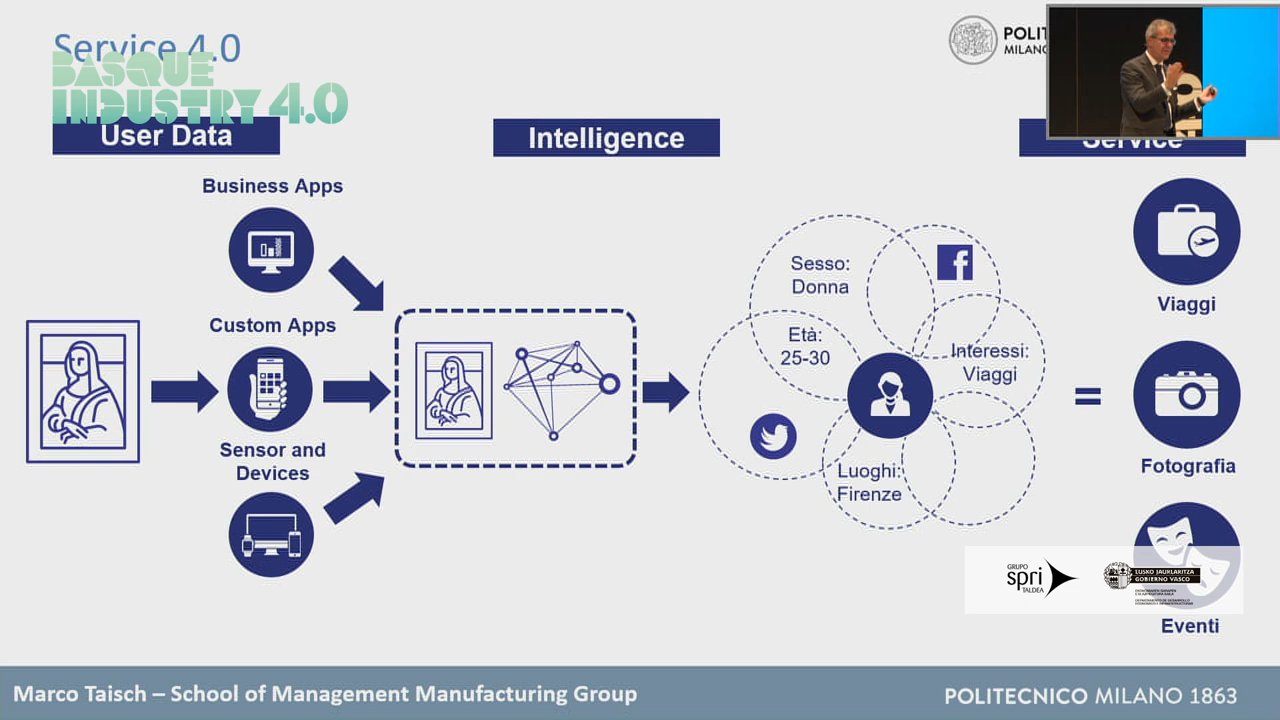 Service 4.0
BASQUE
INDUSTRY 4.0
POLIT
MILANO
User Data
Intelligence
Service
Business Apps
Custom Apps
Sensor and
Devices
Sesso:
Donna
Età:
25-30
Interessi:
Viaggi
Luoghi:
Firenze
=
Viaggi
Fotografia
Eventi
GRUPO
spri
TALDEA
EUSKO JAURLARITZA
GOBIERNO VASCO
Marco Taisch – School of Management Manufacturing Group
POLITECNICO MILANO 1863